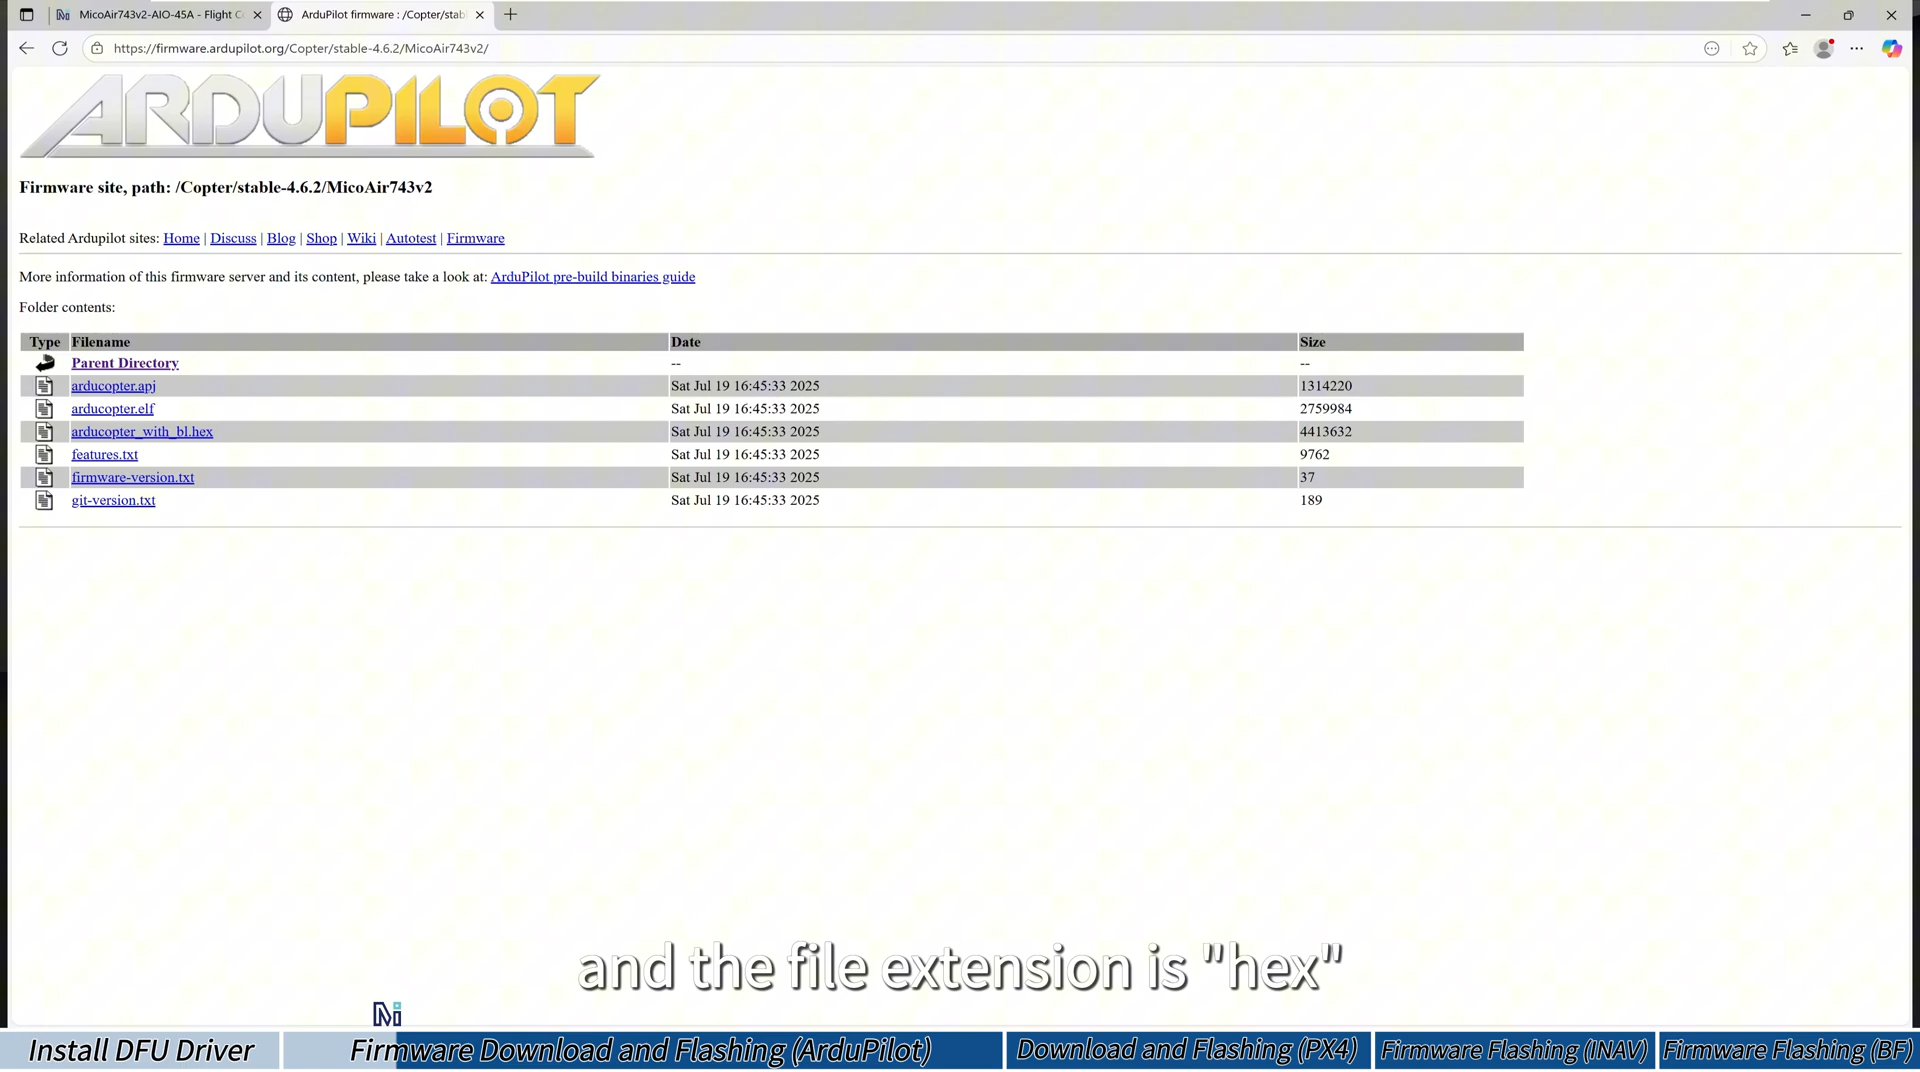 MicoAir743v2-AIO-45A - Flight C
ArduPilot firmware : /Copter/stab
https://firmware.ardupilot.org/Copter/stable-4.6.2/MicoAir743v2/
ARDUPILOT
Firmware site, path: /Copter/stable-4.6.2/MicoAir743v2
Related Ardupilot sites: Home | Discuss | Blog | Shop | Wiki | Autotest | Firmware
More information of this firmware server and its content, please take a look at: ArduPilot pre-build binaries guide
Folder contents:
Type Filename Date Size
Parent Directory -- --
arducopter.apj Sat Jul 19 16:45:33 2025 1314220
arducopter.elf Sat Jul 19 16:45:33 2025 2759984
arducopter_with_bl.hex Sat Jul 19 16:45:33 2025 4413632
features.txt Sat Jul 19 16:45:33 2025 9762
firmware-version.txt Sat Jul 19 16:45:33 2025 37
git-version.txt Sat Jul 19 16:45:33 2025 189
and the file extension is "hex"
Install DFU Driver Firmware Download and Flashing (ArduPilot) Download and Flashing (PX4) Firmware Flashing (INAV) Firmware Flashing (BF)